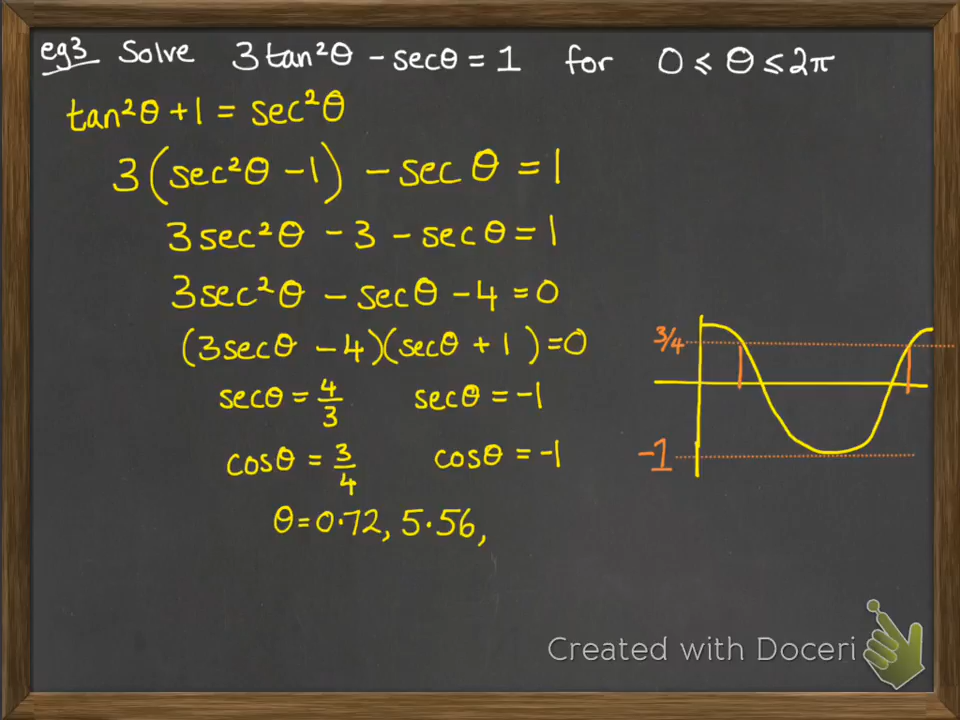 eg3 Solve 3tan²θ - secθ = 1 for 0 ≤ θ ≤ 2π
tan²θ + 1 = sec²θ
3(sec²θ - 1) - sec θ = 1
3sec²θ - 3 - secθ = 1
3sec²θ - secθ - 4 = 0
(3secθ - 4)(secθ + 1) = 0
3/4
secθ = 4/3 secθ = -1
cosθ = 3/4 cosθ = -1
-1
θ = 0·72, 5·56,
Created with Doceri